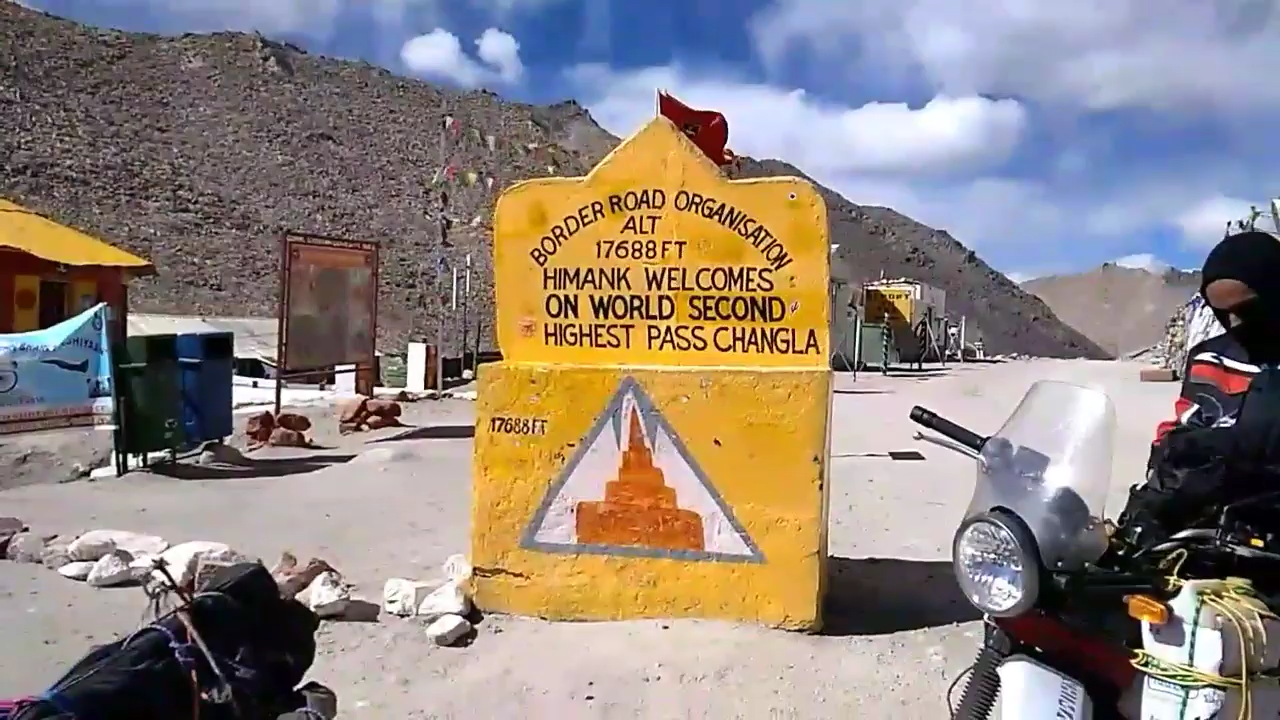 BORDER ROAD ORGANISATION
ALT
17688 FT
HIMANK WELCOMES
ON WORLD SECOND
HIGHEST PASS CHANGLA
17688 FT